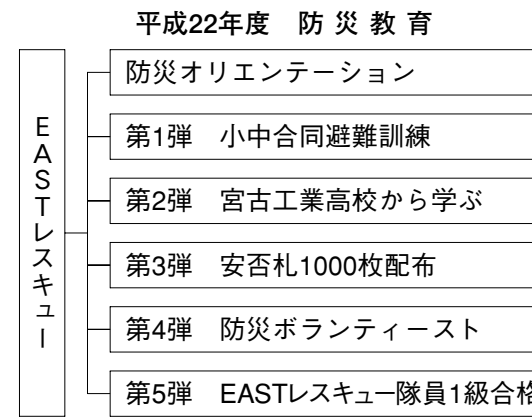 平成22年度　防災教育
EASTレスキュー
防災オリエンテーション
第1弾　小中合同避難訓練
第2弾　宮古工業高校から学ぶ
第3弾　安否札1000枚配布
第4弾　防災ボランティースト
第5弾　EASTレスキュー隊員1級合格